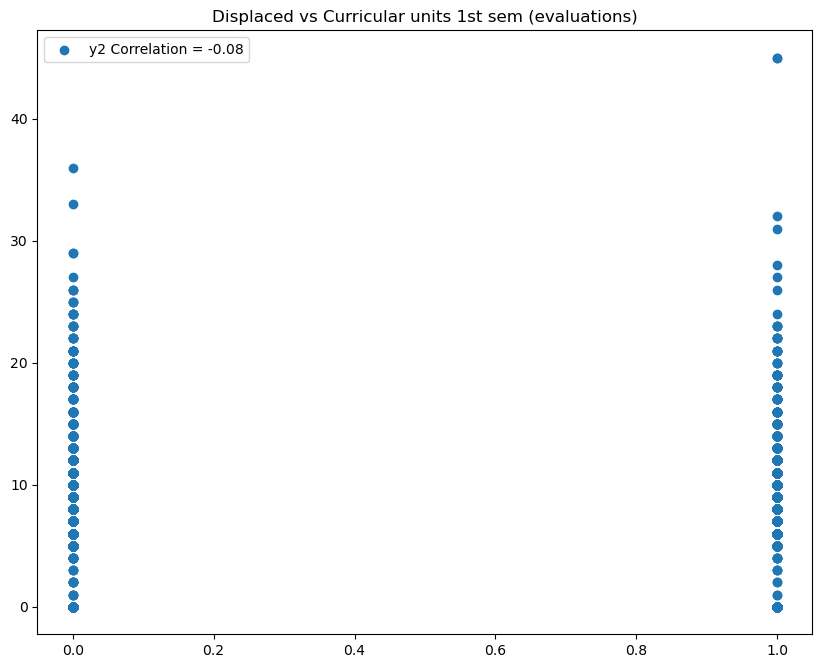 Displaced vs Curricular units 1st sem (evaluations)
y2 Correlation = -0.08
40
30
20
10
0
0.0 0.2 0.4 0.6 0.8 1.0